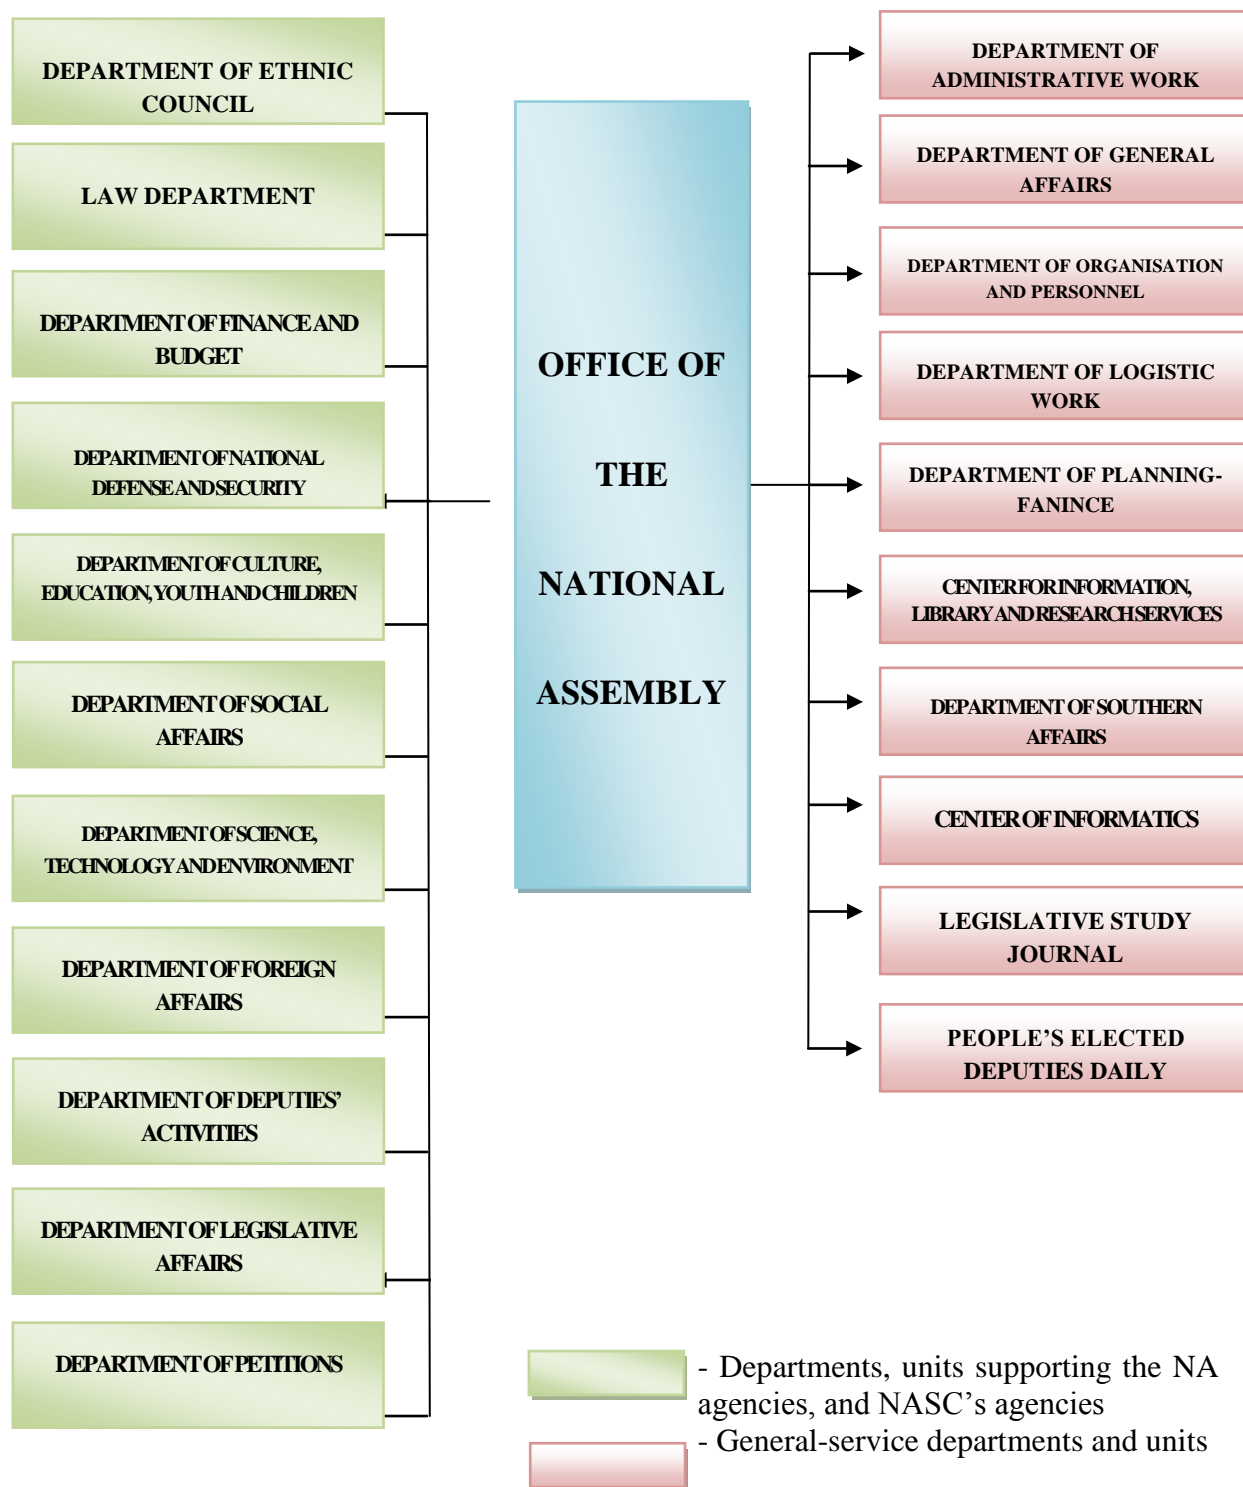 DEPARTMENT OF ETHNIC
COUNCIL
LAW DEPARTMENT
DEPARTMENT OF FINANCE AND
BUDGET
DEPARTMENT OF NATIONAL
DEFENSE AND SECURITY
DEPARTMENT OF CULTURE,
EDUCATION, YOUTH AND CHILDREN
DEPARTMENT OF SOCIAL
AFFAIRS
DEPARTMENT OF SCIENCE,
TECHNOLOGY AND ENVIRONMENT
DEPARTMENT OF FOREIGN
AFFAIRS
DEPARTMENT OF DEPUTIES’
ACTIVITIES
DEPARTMENT OF LEGISLATIVE
AFFAIRS
DEPARTMENT OF PETITIONS
OFFICE OF
THE
NATIONAL
ASSEMBLY
DEPARTMENT OF
ADMINISTRATIVE WORK
DEPARTMENT OF GENERAL
AFFAIRS
DEPARTMENT OF ORGANISATION
AND PERSONNEL
DEPARTMENT OF LOGISTIC
WORK
DEPARTMENT OF PLANNING-
FANINCE
CENTER FOR INFORMATION,
LIBRARY AND RESEARCH SERVICES
DEPARTMENT OF SOUTHERN
AFFAIRS
CENTER OF INFORMATICS
LEGISLATIVE STUDY
JOURNAL
PEOPLE’S ELECTED
DEPUTIES DAILY
- Departments, units supporting the NA
agencies, and NASC’s agencies
- General-service departments and units